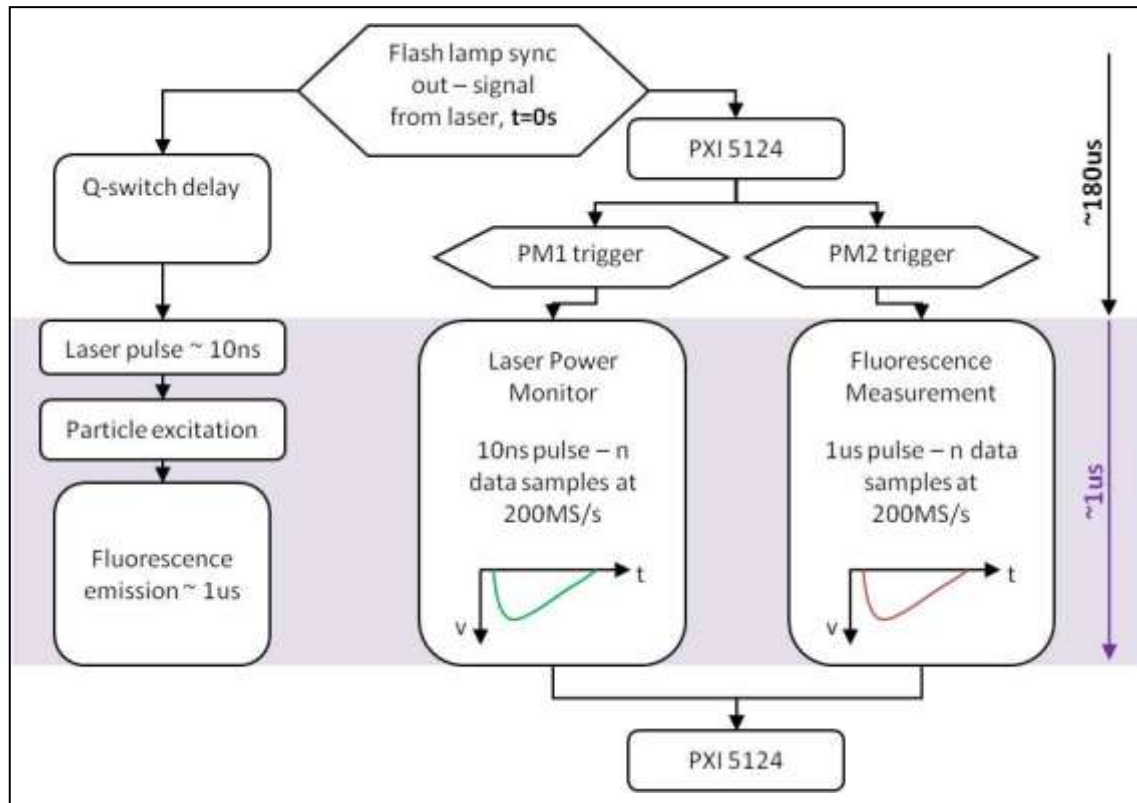 Flash lamp sync
out – signal
from laser, t=0s
PXI 5124
Q-switch delay
PM1 trigger
PM2 trigger
~180us
Laser pulse ~ 10ns
Particle excitation
Fluorescence
emission ~ 1us
Laser Power
Monitor
10ns pulse – n
data samples at
200MS/s
t
v
Fluorescence
Measurement
1us pulse – n data
samples at
200MS/s
t
v
~1us
PXI 5124